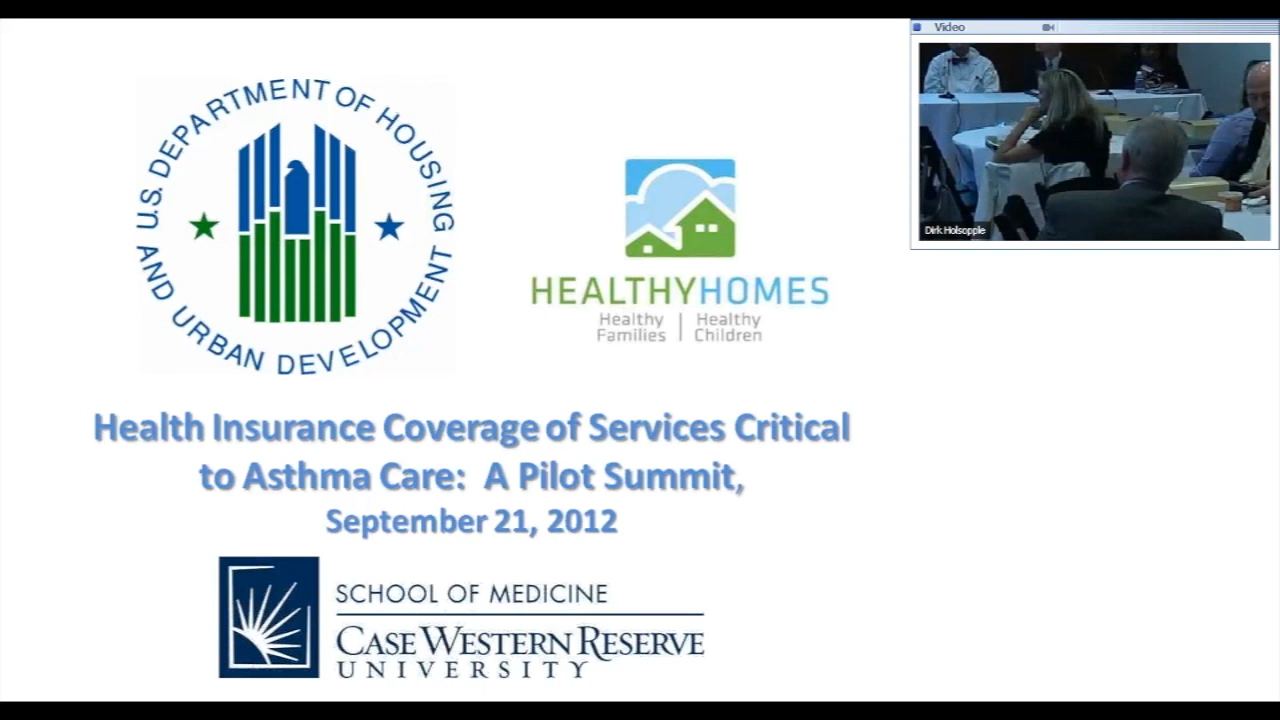 U.S. DEPARTMENT OF HOUSING
AND URBAN DEVELOPMENT
HEALTHYHOMES
Healthy Families
Healthy Children
Health Insurance Coverage of Services Critical
to Asthma Care: A Pilot Summit,
September 21, 2012
SCHOOL OF MEDICINE
CASE WESTERN RESERVE
UNIVERSITY
Video
Dirk Holsopple